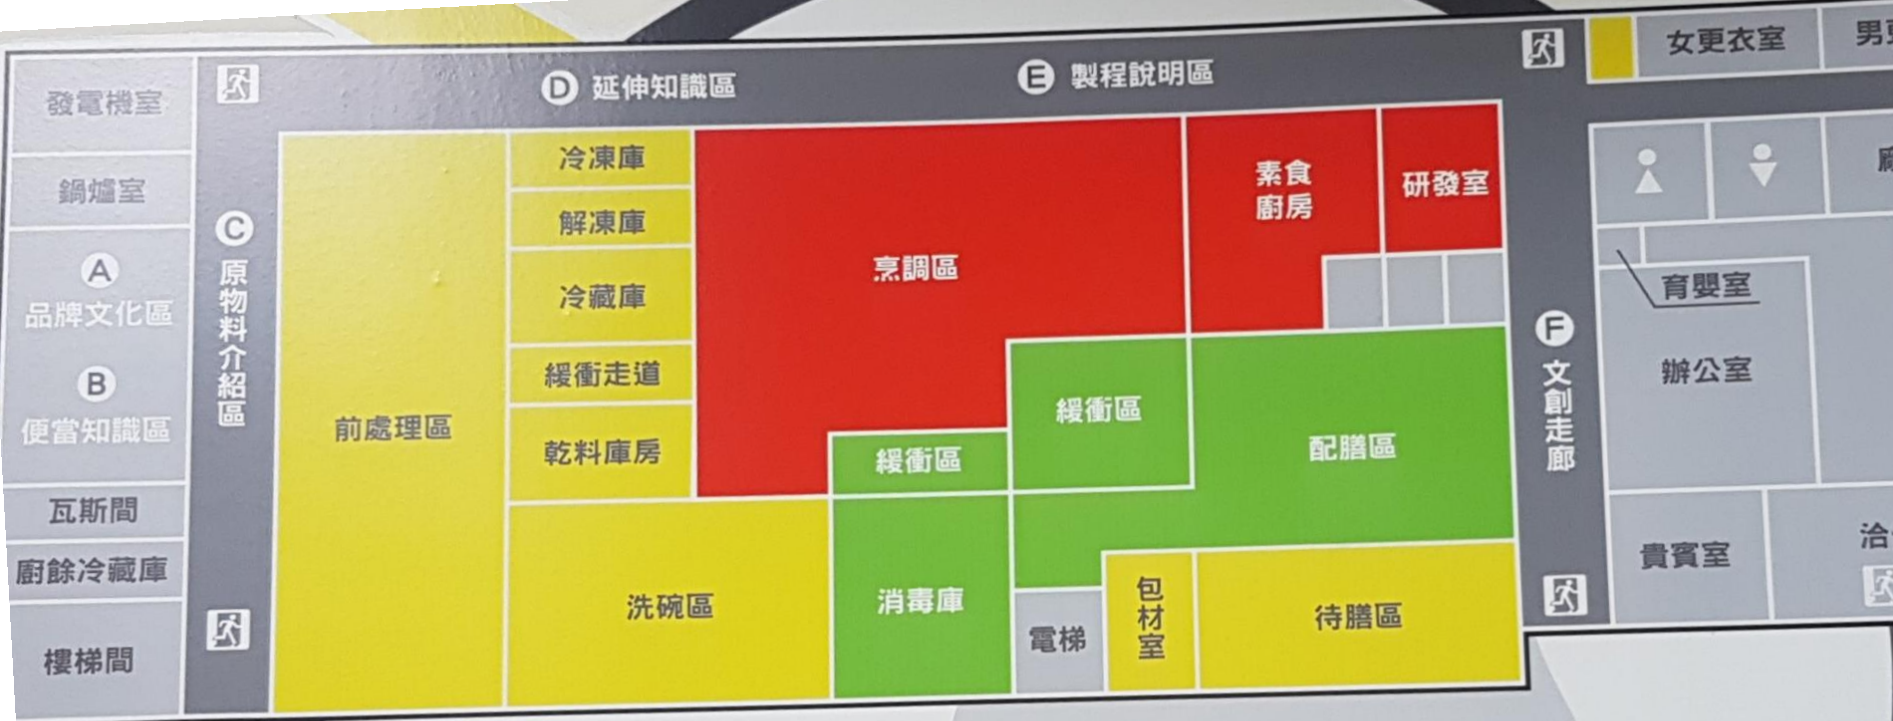 發電機室
鍋爐室
A
品牌文化區
B
便當知識區
瓦斯間
廚餘冷藏庫
樓梯間
C
原物料介紹區
D 延伸知識區
E 製程說明區
前處理區
冷凍庫
解凍庫
冷藏庫
緩衝走道
乾料庫房
洗碗區
烹調區
素食
廚房
研發室
緩衝區
緩衝區
配膳區
消毒庫
電梯
包材室
待膳區
F
文創走廊
女更衣室
男
育嬰室
辦公室
貴賓室
洽